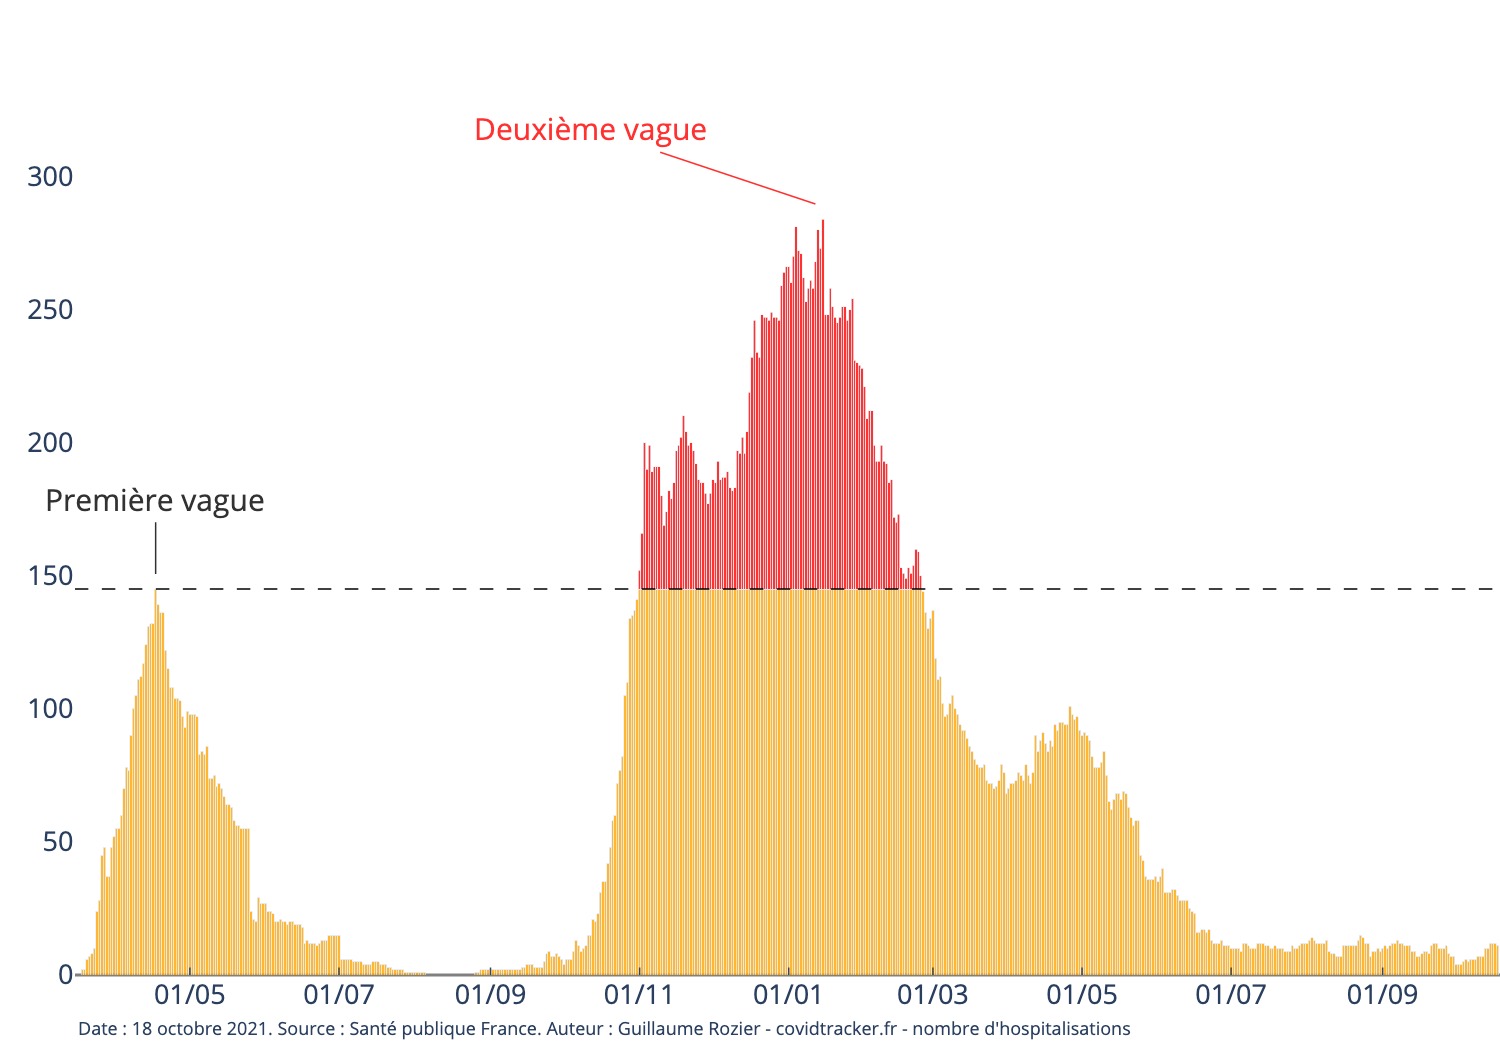 Deuxième vague
300
250
200
Première vague
150
100
50
0
01/05 01/07 01/09 01/11 01/01 01/03 01/05 01/07 01/09
Date : 18 octobre 2021. Source : Santé publique France. Auteur : Guillaume Rozier - covidtracker.fr - nombre d'hospitalisations